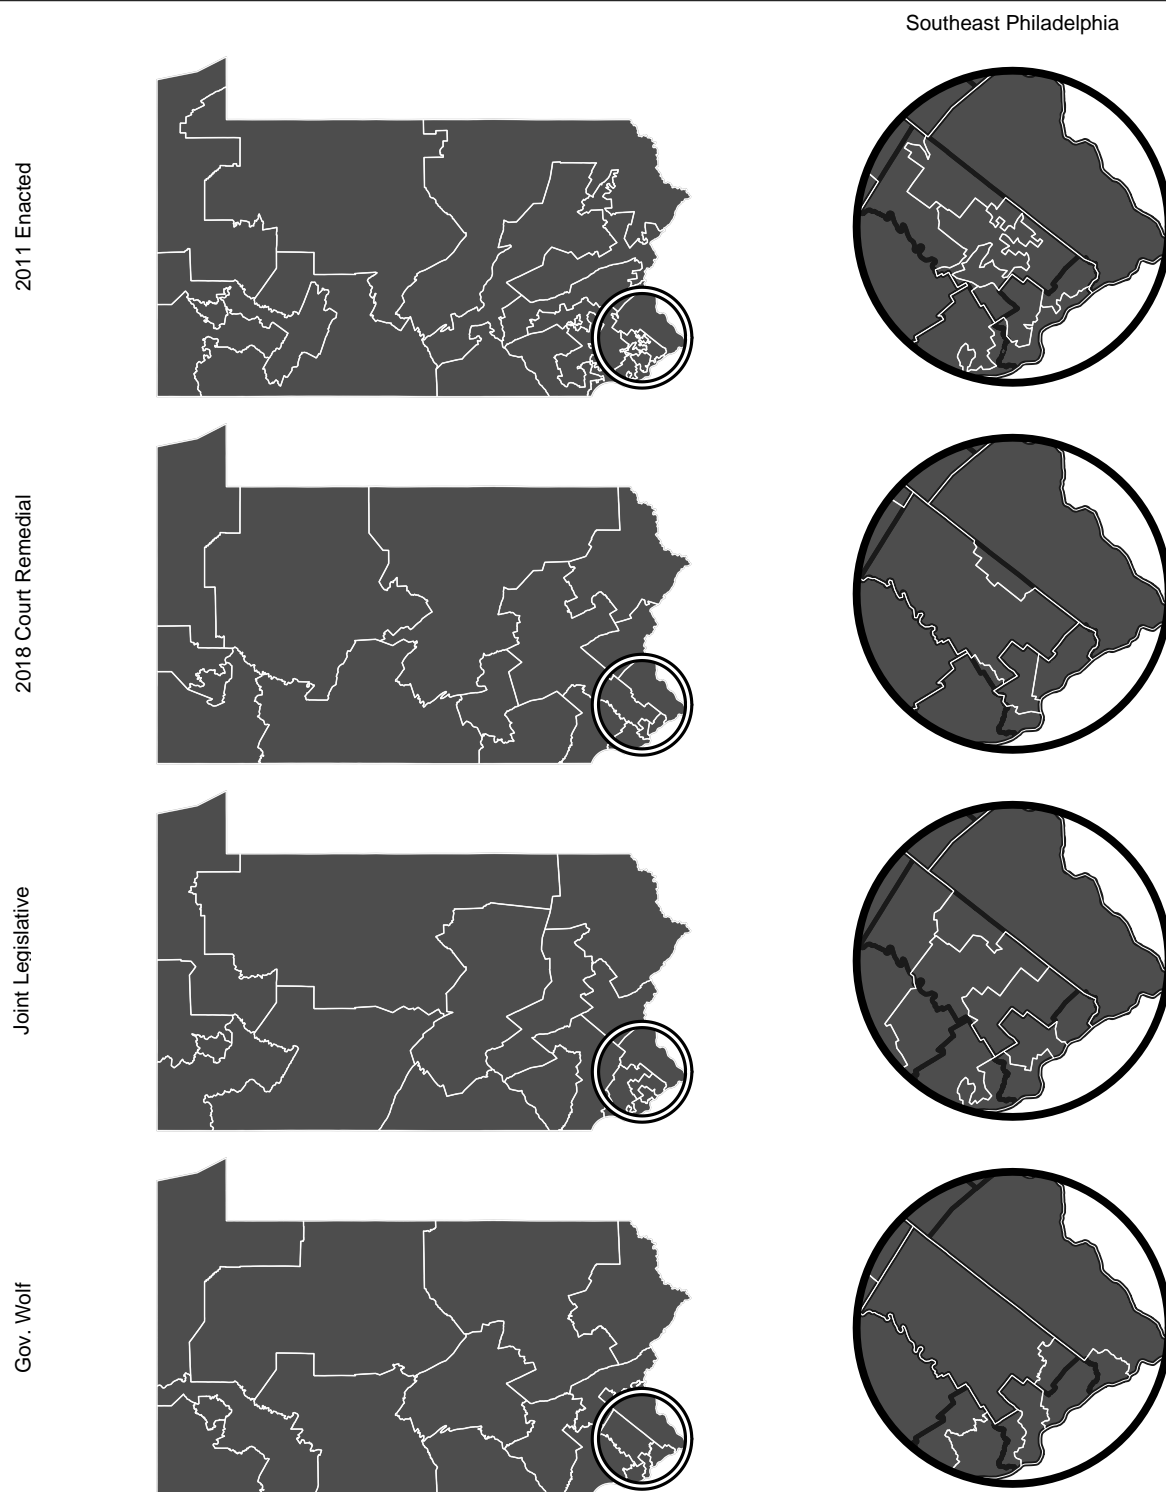 Southeast Philadelphia
2011 Enacted
2018 Court Remedial
Joint Legislative
Gov. Wolf